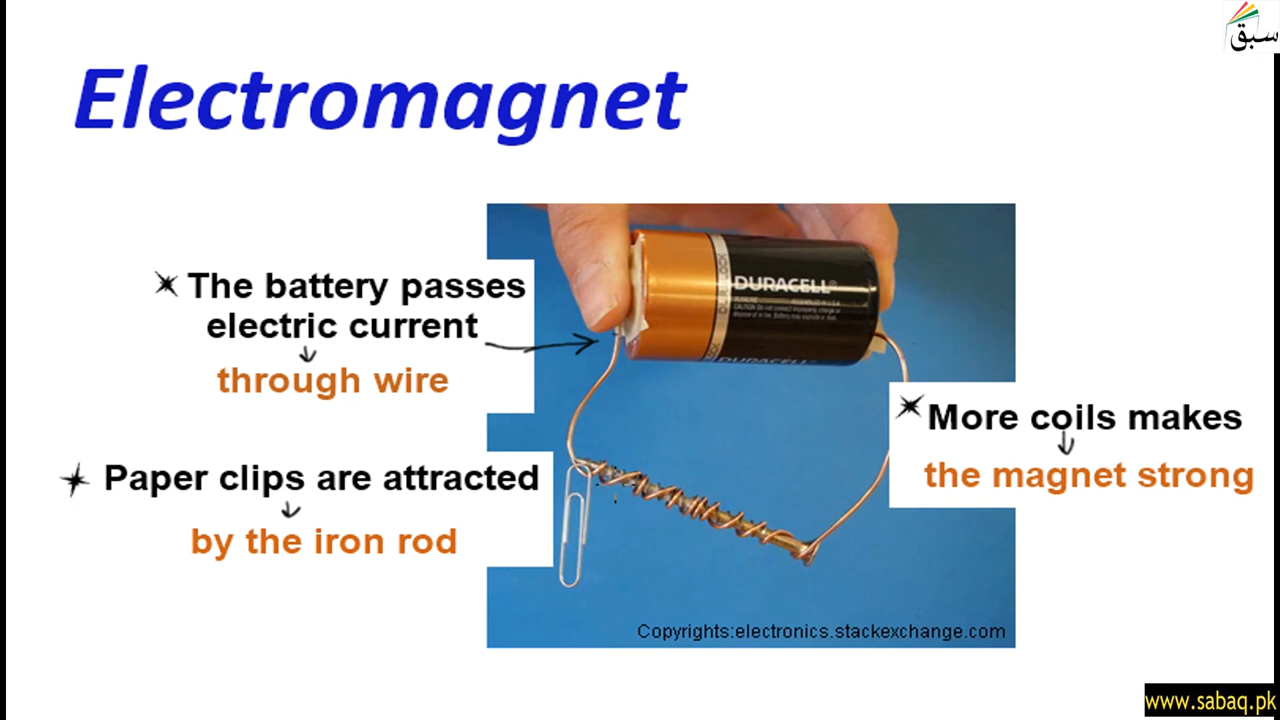 سبق
Electromagnet
The battery passes
electric current
through wire
DURACELL
DURACELL
More coils makes
the magnet strong
Paper clips are attracted
by the iron rod
Copyrights:electronics.stackexchange.com
www.sabaq.pk